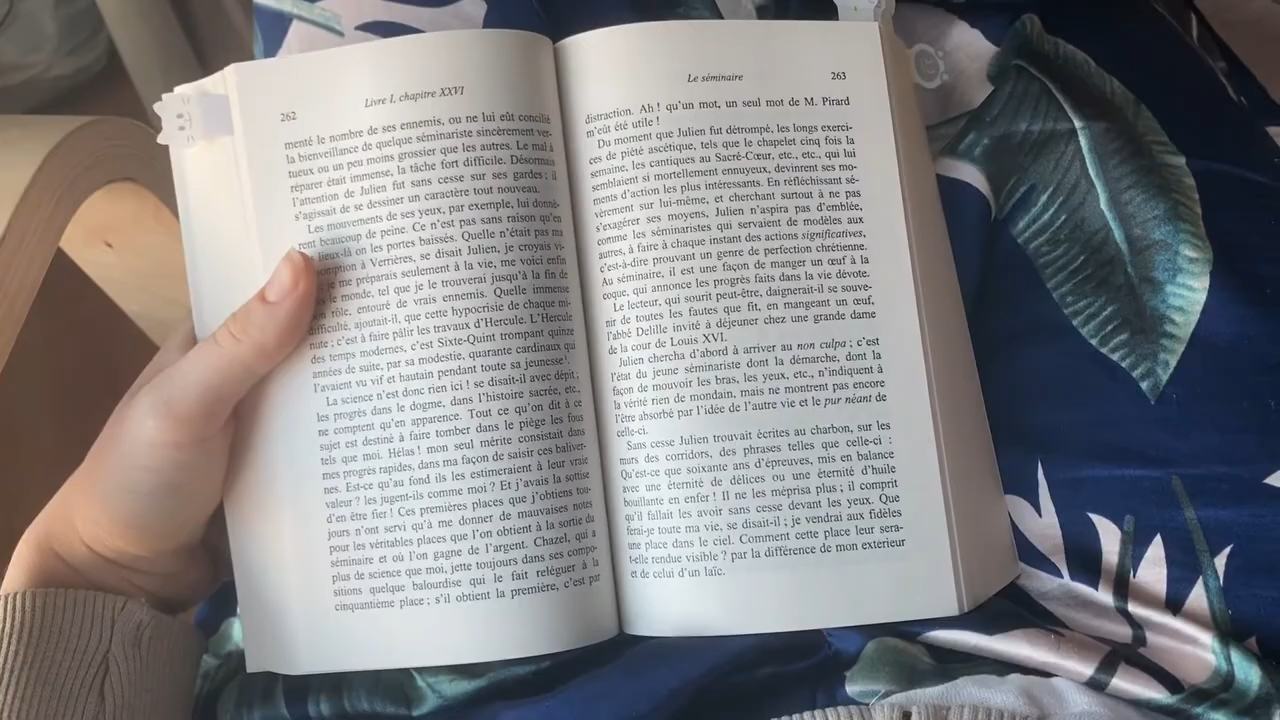 262
Livre I, chapitre XXVI
menté le nombre de ses ennemis, ou ne lui eût concilié
la bienveillance de quelque séminariste sincèrement ver-
tueux ou un peu moins grossier que les autres. Le mal à
réparer était immense, la tâche fort difficile. Désormais
l'attention de Julien fut sans cesse sur ses gardes ; il
s'agissait de se dessiner un caractère tout nouveau.
Les mouvements de ses yeux, par exemple, lui donnè-
rent beaucoup de peine. Ce n'est pas sans raison qu'en
lieux-là on les portes baissés. Quelle n'était pas ma
à Verrières, se disait Julien, je croyais vi-
je me préparais seulement à la vie, me voici enfin
le monde, tel que je le trouverai jusqu'à la fin de
rôle, entouré de vrais ennemis. Quelle immense
difficulté, ajoutait-il, que cette hypocrisie de chaque mi-
nute ; c'est à faire pâlir les travaux d'Hercule. L'Hercule
des temps modernes, c'est Sixte-Quint trompant quinze
années de suite, par sa modestie, quarante cardinaux qui
l'avaient vu vif et hautain pendant toute sa jeunesse¹.
La science n'est donc rien ici ! se disait-il avec dépit ;
les progrès dans le dogme, dans l'histoire sacrée, etc.,
ne comptent qu'en apparence. Tout ce qu'on dit à ce
sujet est destiné à faire tomber dans le piège les fous
tels que moi. Hélas ! mon seul mérite consistait dans
mes progrès rapides, dans ma façon de saisir ces baliver-
nes. Est-ce qu'au fond ils les estimeraient à leur vraie
valeur ? les jugent-ils comme moi ? Et j'avais la sottise
d'en être fier ! Ces premières places que j'obtiens tou-
jours n'ont servi qu'à me donner de mauvaises notes
pour les véritables places que l'on obtient à la sortie du
séminaire et où l'on gagne de l'argent. Chazel, qui a
plus de science que moi, jette toujours dans ses compo-
sitions quelque balourdise qui le fait reléguer à la
cinquantième place ; s'il obtient la première, c'est par
Le séminaire
263
distraction. Ah ! qu'un mot, un seul mot de M. Pirard
m'eût été utile !
Du moment que Julien fut détrompé, les longs exerci-
ces de piété ascétique, tels que le chapelet cinq fois la
semaine, les cantiques au Sacré-Cœur, etc., etc., qui lui
semblaient si mortellement ennuyeux, devinrent ses mo-
ments d'action les plus intéressants. En réfléchissant sé-
vèrement sur lui-même, et cherchant surtout à ne pas
s'exagérer ses moyens, Julien n'aspira pas d'emblée,
comme les séminaristes qui servaient de modèles aux
autres, à faire à chaque instant des actions significatives,
c'est-à-dire prouvant un genre de perfection chrétienne.
Au séminaire, il est une façon de manger un œuf à la
coque, qui annonce les progrès faits dans la vie dévote.
Le lecteur, qui sourit peut-être, daignerait-il se souve-
nir de toutes les fautes que fit, en mangeant un œuf,
l'abbé Delille invité à déjeuner chez une grande dame
de la cour de Louis XVI.
Julien chercha d'abord à arriver au non culpa ; c'est
l'état du jeune séminariste dont la démarche, dont la
façon de mouvoir les bras, les yeux, etc., n'indiquent à
la vérité rien de mondain, mais ne montrent pas encore
l'être absorbé par l'idée de l'autre vie et le pur néant de
celle-ci.
Sans cesse Julien trouvait écrites au charbon, sur les
murs des corridors, des phrases telles que celle-ci :
Qu'est-ce que soixante ans d'épreuves, mis en balance
avec une éternité de délices ou une éternité d'huile
bouillante en enfer ! Il ne les méprisa plus ; il comprit
qu'il fallait les avoir sans cesse devant les yeux. Que
ferai-je toute ma vie, se disait-il ; je vendrai aux fidèles
une place dans le ciel. Comment cette place leur sera-
t-elle rendue visible ? par la différence de mon extérieur
et de celui d'un laïc.